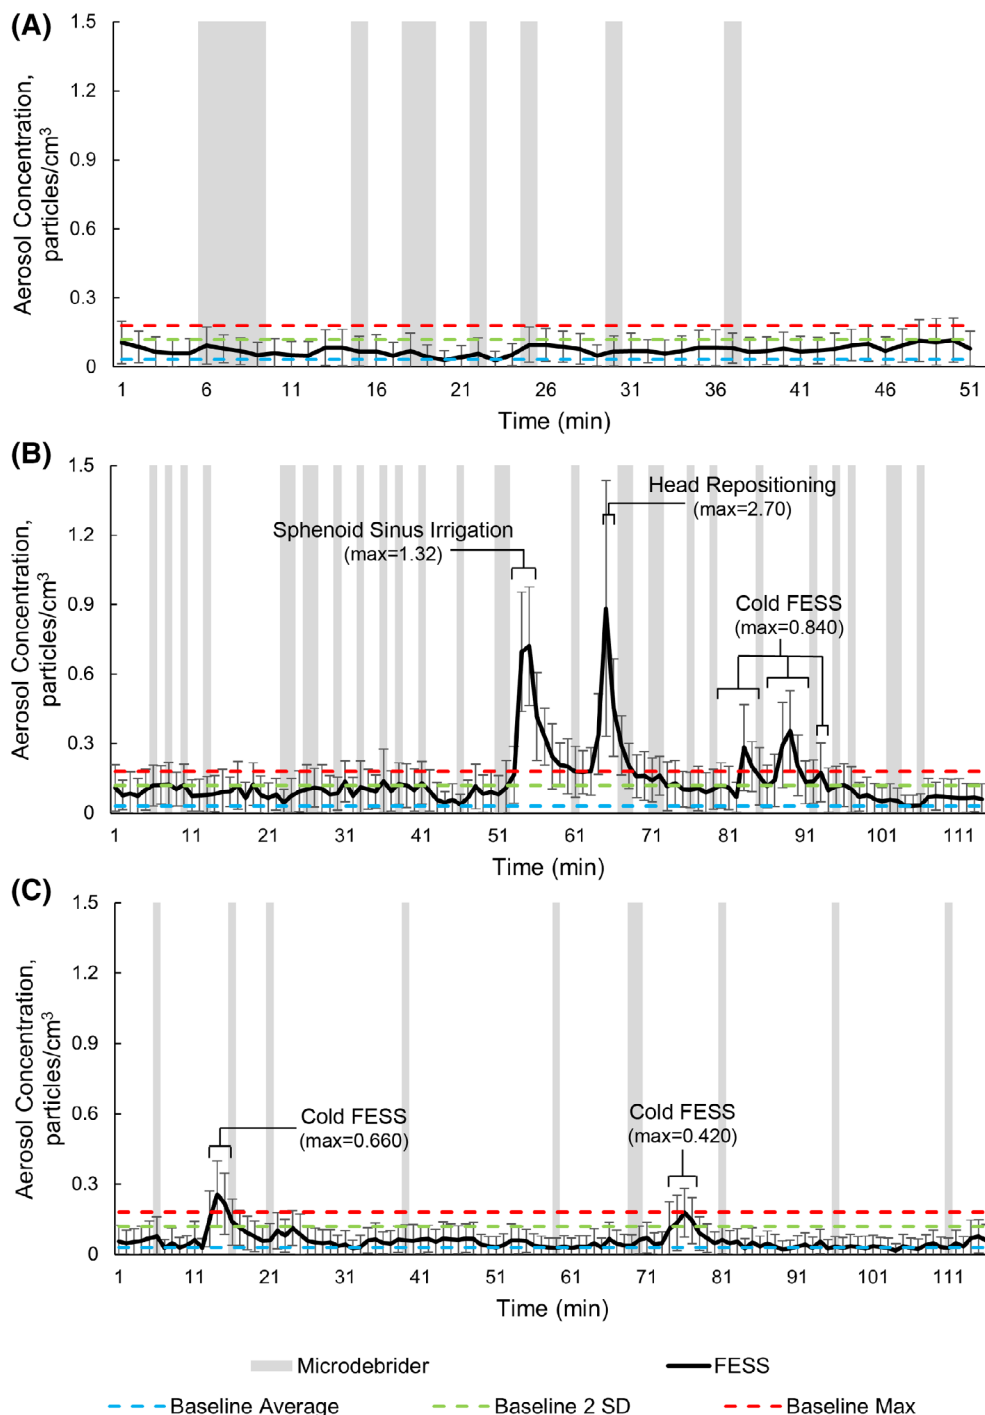 (A)
1.5
1.2
0.9
0.6
0.3
0
Aerosol Concentration,
particles/cm³
1 6 11 16 21 26 31 36 41 46 51
Time (min)
(B)
1.5
1.2
0.9
0.6
0.3
0
Aerosol Concentration,
particles/cm³
Sphenoid Sinus Irrigation
(max=1.32)
Head Repositioning
(max=2.70)
Cold FESS
(max=0.840)
1 11 21 31 41 51 61 71 81 91 101 111
Time (min)
(C)
1.5
1.2
0.9
0.6
0.3
0
Aerosol Concentration,
particles/cm³
Cold FESS
(max=0.660)
Cold FESS
(max=0.420)
1 11 21 31 41 51 61 71 81 91 101 111
Time (min)
Microdebrider FESS
Baseline Average Baseline 2 SD Baseline Max